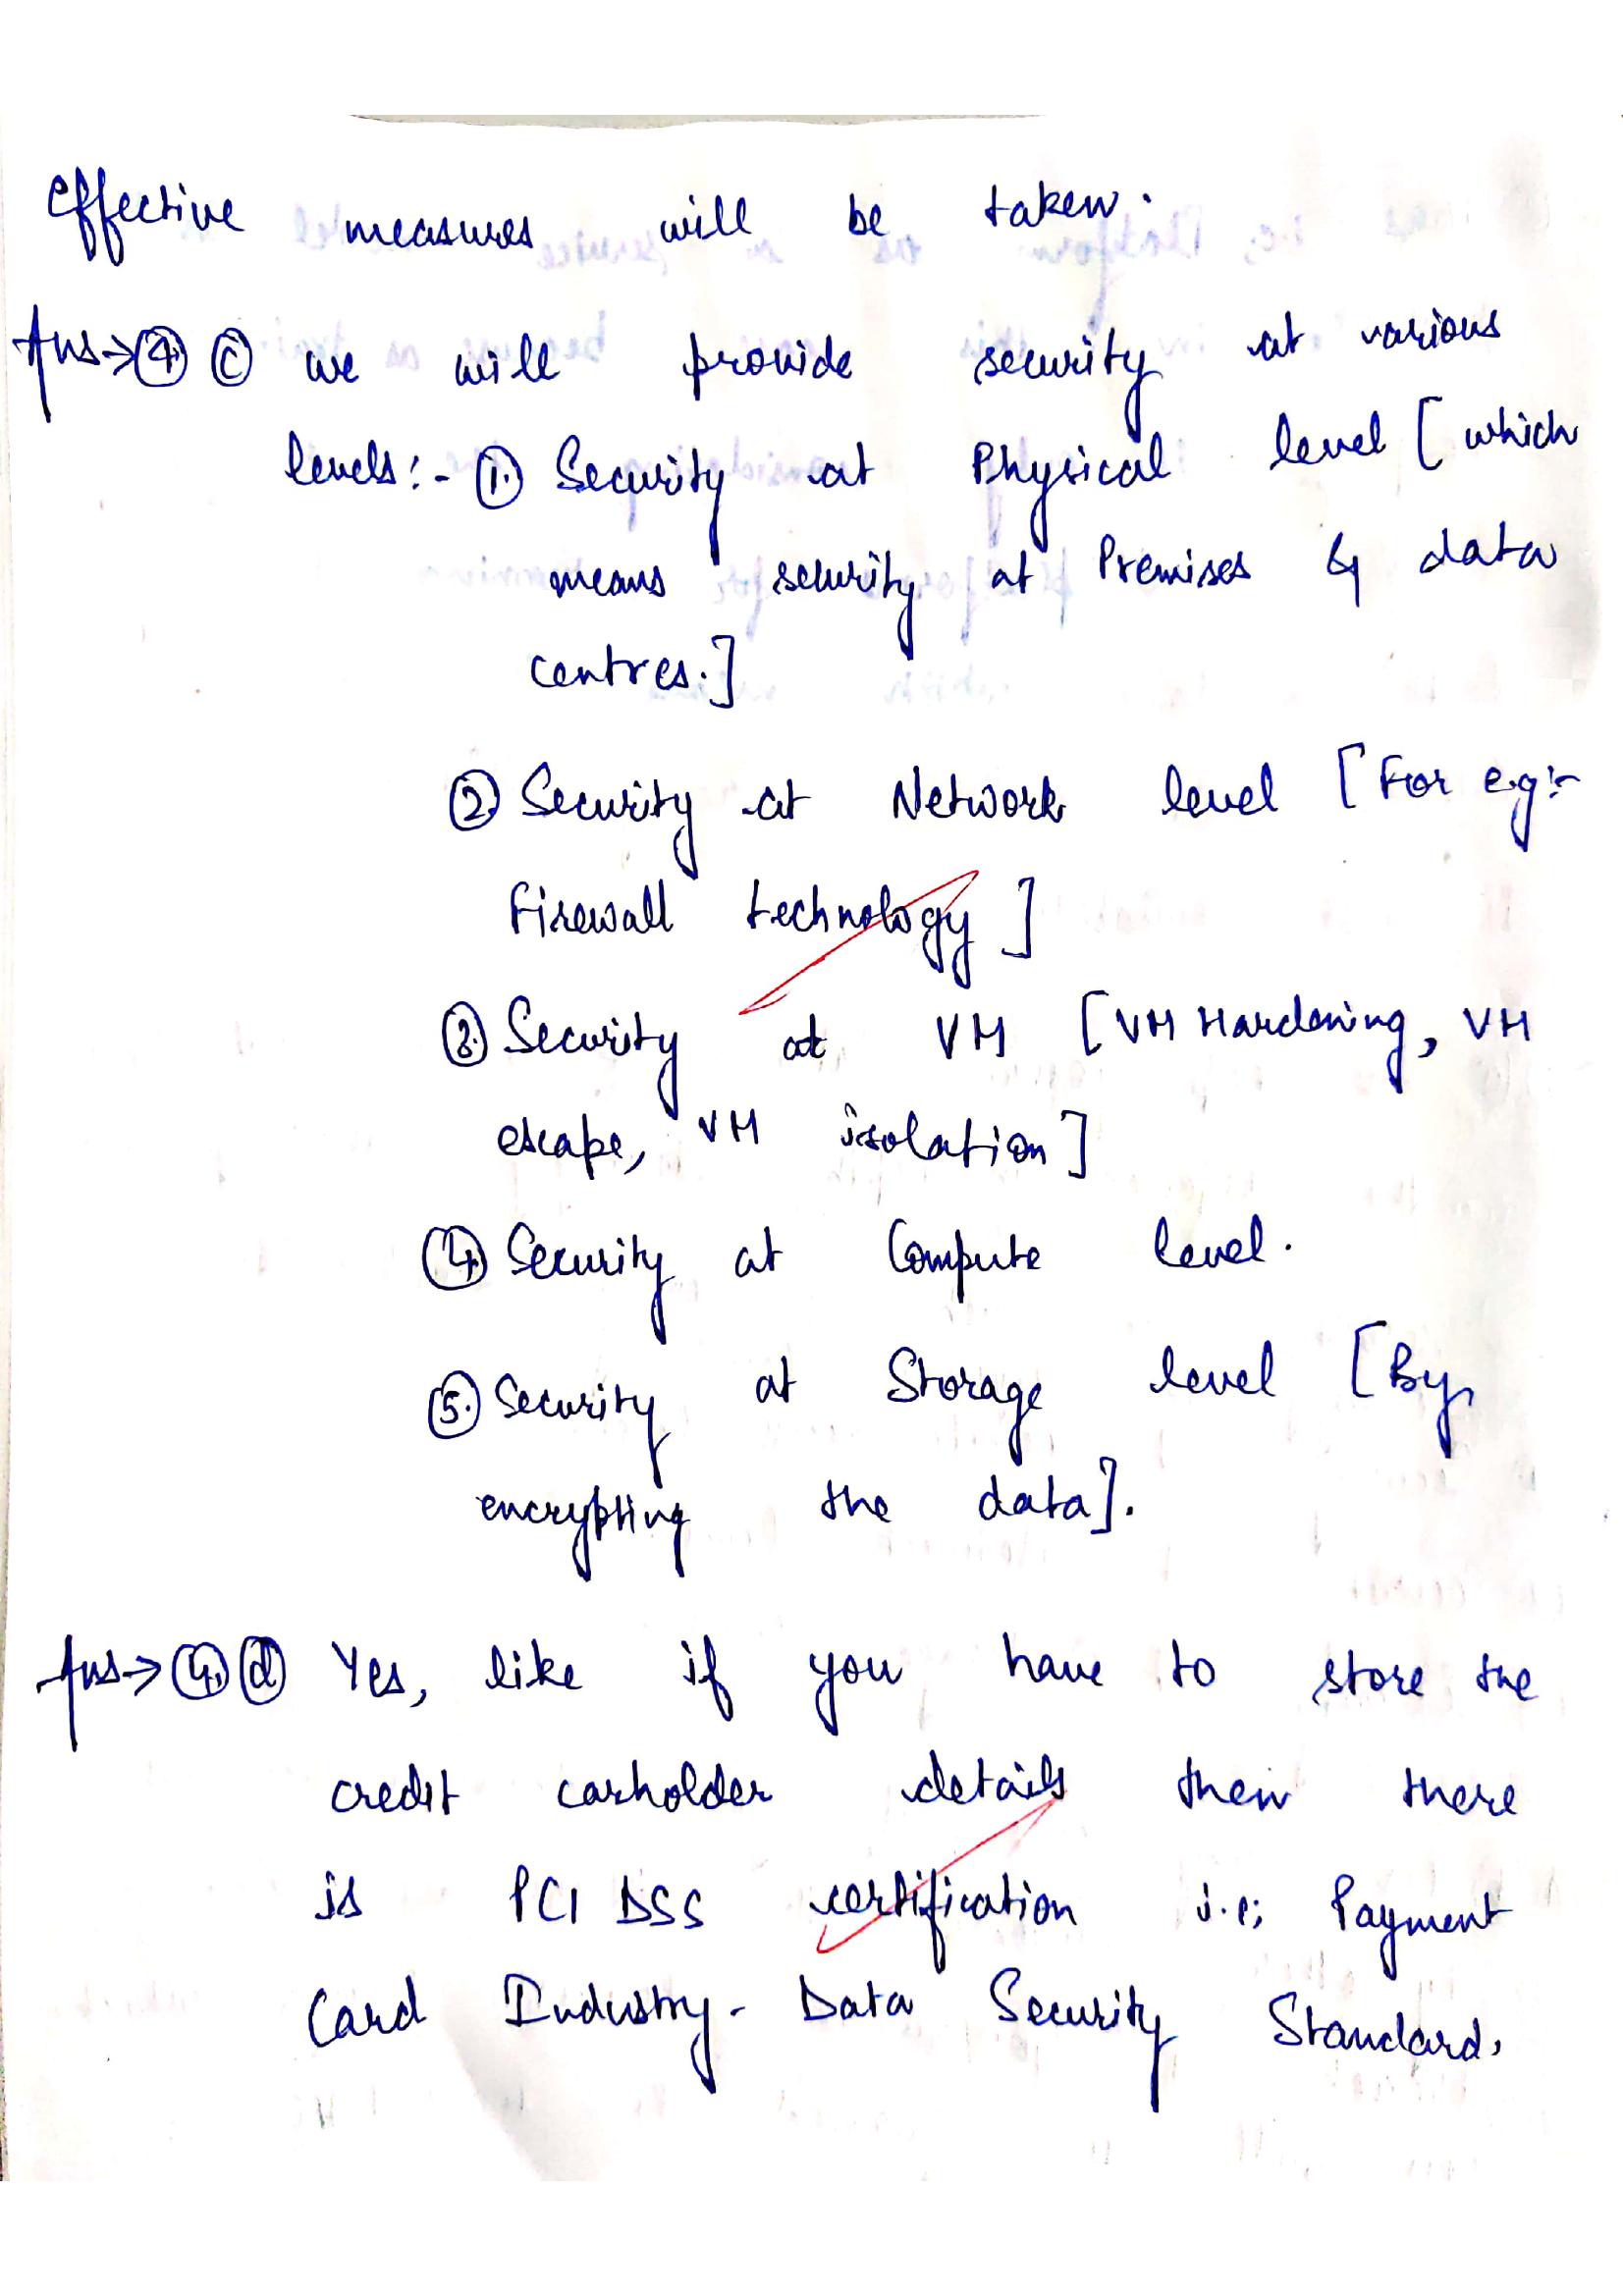 Effective measures will be taken.
Ans→ ④ ⓒ we will provide security at various
levels:- ① Security at Physical level [which
means security at Premises & data
centres.]
② Security at Network level [For e.g:-
Firewall technology]
③ Security at VM [VM Hardening, VM
escape, VM isolation]
④ Security at Compute level.
⑤ Security at Storage level [By
encrypting the data].
Ans→ ④ ⓓ Yes, like if you have to store the
credit carholder details then there
is PCI DSS certification i.e; Payment
Card Industry- Data Security Standard.